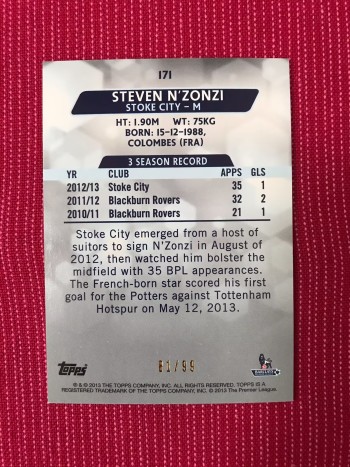 171
STEVEN N'ZONZI
STOKE CITY – M
HT: 1.90M WT: 75KG
BORN: 15-12-1988,
COLOMBES (FRA)
3 SEASON RECORD
YR CLUB APPS GLS
2012/13 Stoke City 35 1
2011/12 Blackburn Rovers 32 2
2010/11 Blackburn Rovers 21 1
Stoke City emerged from a host of
suitors to sign N'Zonzi in August of
2012, then watched him bolster the
midfield with 35 BPL appearances.
The French-born star scored his first
goal for the Potters against Tottenham
Hotspur on May 12, 2013.
Topps
61/99
® & © 2013 THE TOPPS COMPANY, INC. ALL RIGHTS RESERVED. TOPPS IS A
REGISTERED TRADEMARK OF THE TOPPS COMPANY, INC. © 2013 The Premier League